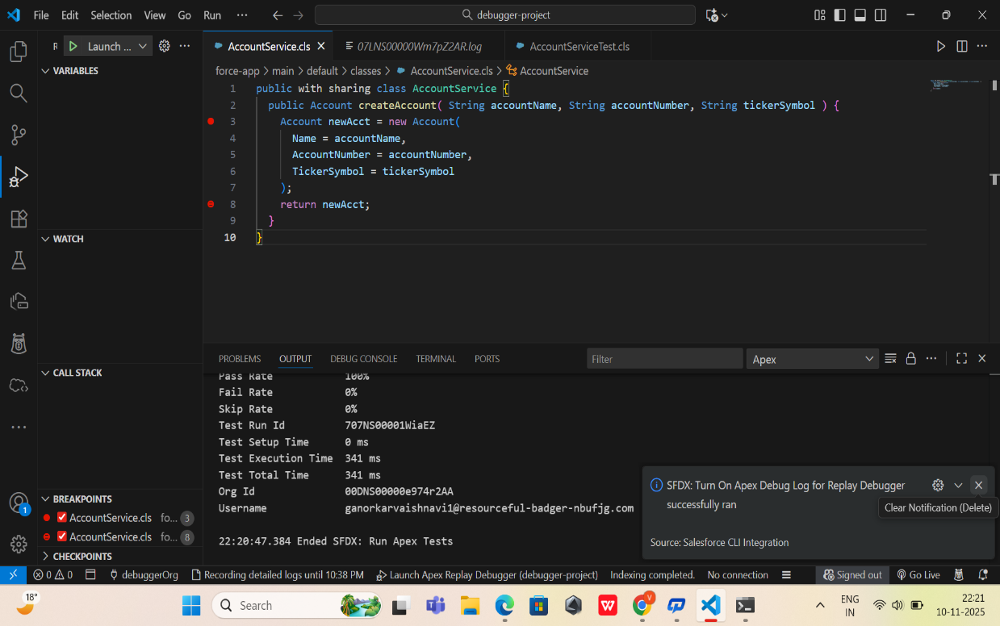 File Edit Selection View Go Run ··· debugger-project
R Launch ... ···
AccountService.cls 07LNS00000Wm7pZ2AR.log AccountServiceTest.cls ···
VARIABLES
force-app > main > default > classes > AccountService.cls > AccountService
1 public with sharing class AccountService {
2 public Account createAccount( String accountName, String accountNumber, String tickerSymbol ) {
3 Account newAcct = new Account(
4 Name = accountName,
5 AccountNumber = accountNumber,
6 TickerSymbol = tickerSymbol
7 );
8 return newAcct;
9 }
10 }
WATCH
CALL STACK
BREAKPOINTS
AccountService.cls fo... 3
AccountService.cls fo... 8
CHECKPOINTS
1
PROBLEMS OUTPUT DEBUG CONSOLE TERMINAL PORTS Filter Apex ···
Pass Rate 100%
Fail Rate 0%
Skip Rate 0%
Test Run Id 707NS00001WiaEZ
Test Setup Time 0 ms
Test Execution Time 341 ms
Test Total Time 341 ms
Org Id 00DNS00000e974r2AA
Username ganorkarvaishnavi1@resourceful-badger-nbufjg.com
22:20:47.384 Ended SFDX: Run Apex Tests
SFDX: Turn On Apex Debug Log for Replay Debugger
successfully ran
Clear Notification (Delete)
Source: Salesforce CLI Integration
0 0 debuggerOrg Recording detailed logs until 10:38 PM Launch Apex Replay Debugger (debugger-project) Indexing completed. No connection Signed out Go Live
18°
Search
W
V
ENG
IN
22:21
10-11-2025